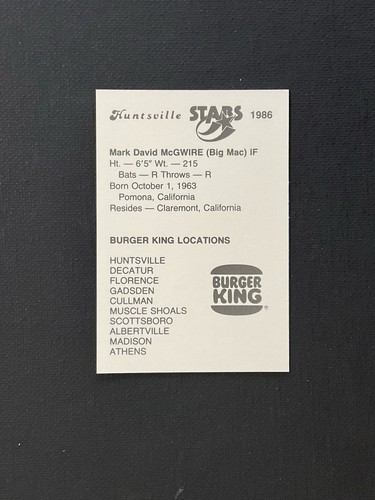 Huntsville STARS 1986
Mark David McGWIRE (Big Mac) IF
Ht. — 6'5" Wt. — 215
Bats — R Throws — R
Born October 1, 1963
Pomona, California
Resides — Claremont, California
BURGER KING LOCATIONS
HUNTSVILLE
DECATUR
FLORENCE
GADSDEN
CULLMAN
MUSCLE SHOALS
SCOTTSBORO
ALBERTVILLE
MADISON
ATHENS
BURGER
KING
®